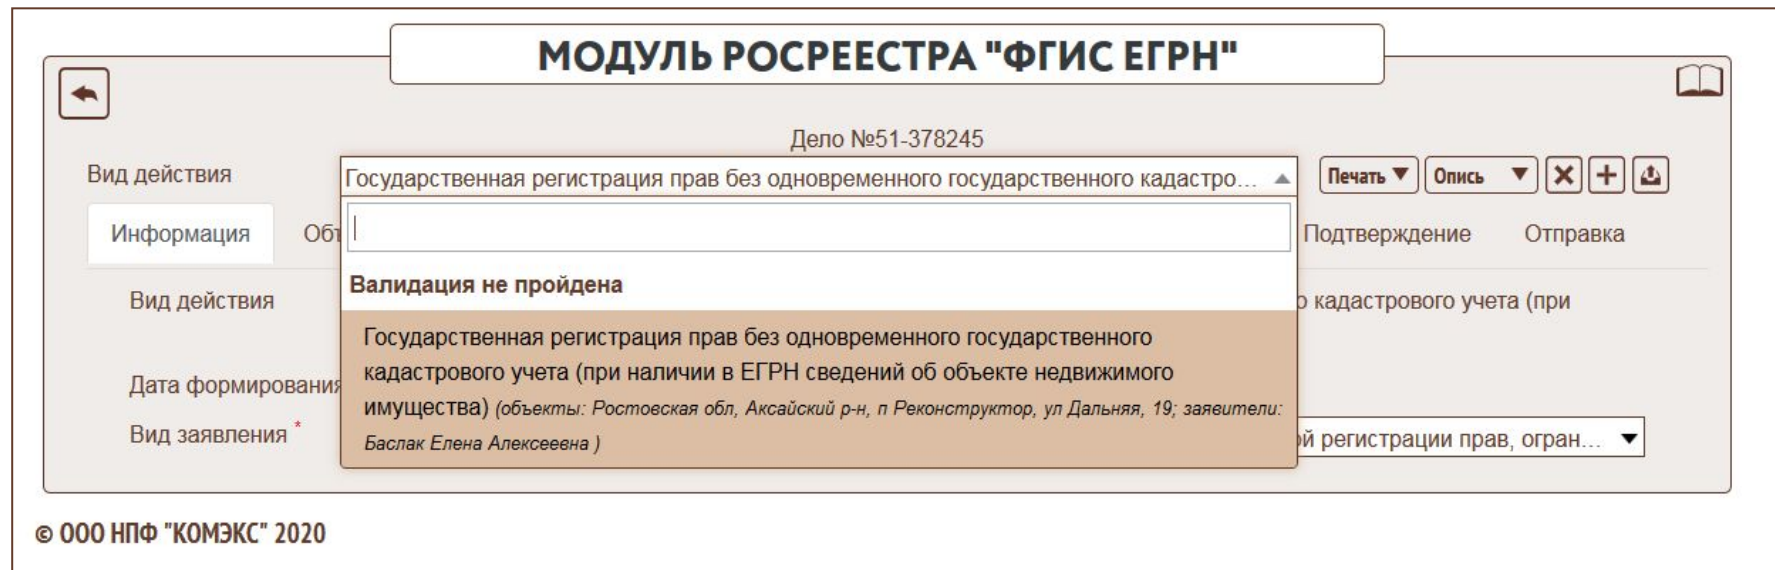 МОДУЛЬ РОСРЕЕСТРА "ФГИС ЕГРН"
Дело №51-378245
Вид действия
Государственная регистрация прав без одновременного государственного кадастро...
Печать
Опись
Информация
Об
Подтверждение
Отправка
Валидация не пройдена
Вид действия
кадастрового учета (при
Государственная регистрация прав без одновременного государственного
кадастрового учета (при наличии в ЕГРН сведений об объекте недвижимого
имущества) (объекты: Ростовская обл, Аксайский р-н, п Реконструктор, ул Дальняя, 19; заявители:
Баслак Елена Алексеевна )
Дата формирования
Вид заявления *
й регистрации прав, огран...
© ООО НПФ "КОМЭКС" 2020